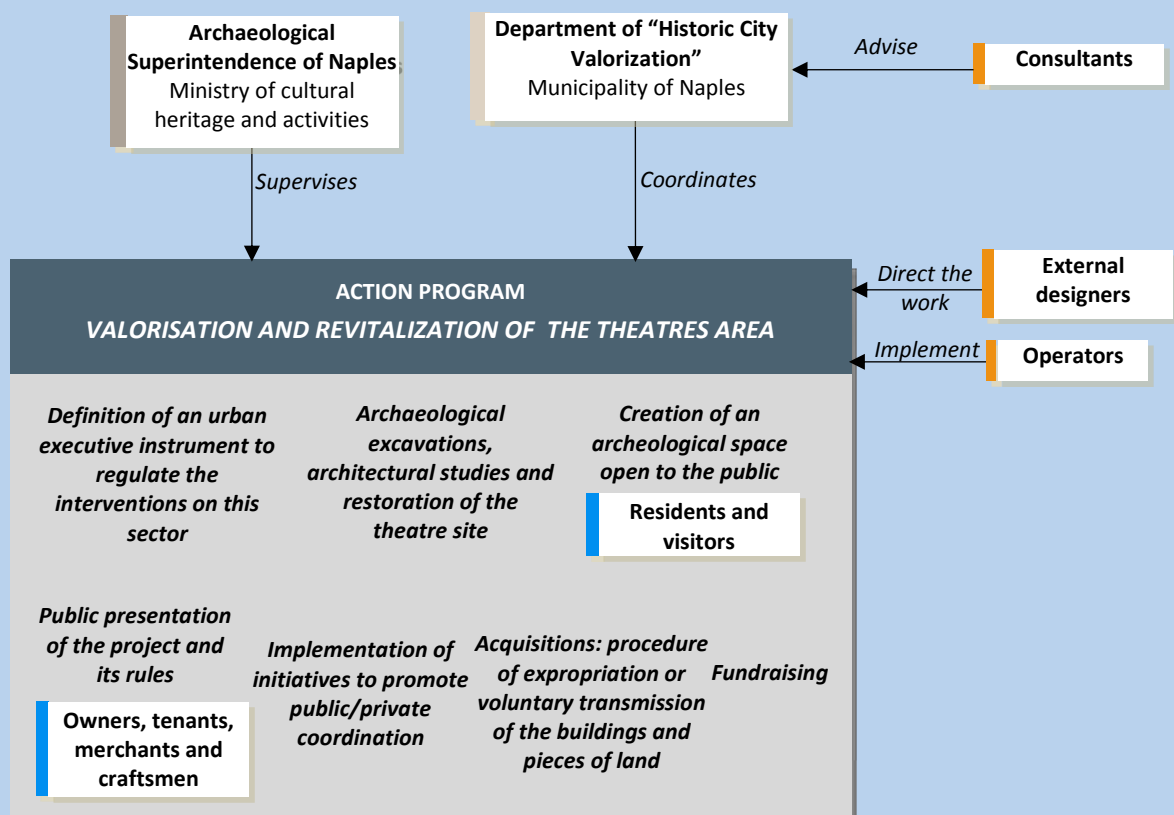 Archaeological
Superintendence of Naples
Ministry of cultural
heritage and activities
Department of “Historic City
Valorization”
Municipality of Naples
Advise
Consultants
Supervises
Coordinates
ACTION PROGRAM
VALORISATION AND REVITALIZATION OF THE THEATRES AREA
Direct the
work
External
designers
Implement
Operators
Definition of an urban
executive instrument to
regulate the
interventions on this
sector
Archaeological
excavations,
architectural studies and
restoration of the
theatre site
Creation of an
archeological space
open to the public
Residents and
visitors
Public presentation
of the project and
its rules
Owners, tenants,
merchants and
craftsmen
Implementation of
initiatives to promote
public/private
coordination
Acquisitions: procedure
of expropriation or
voluntary transmission
of the buildings and
pieces of land
Fundraising